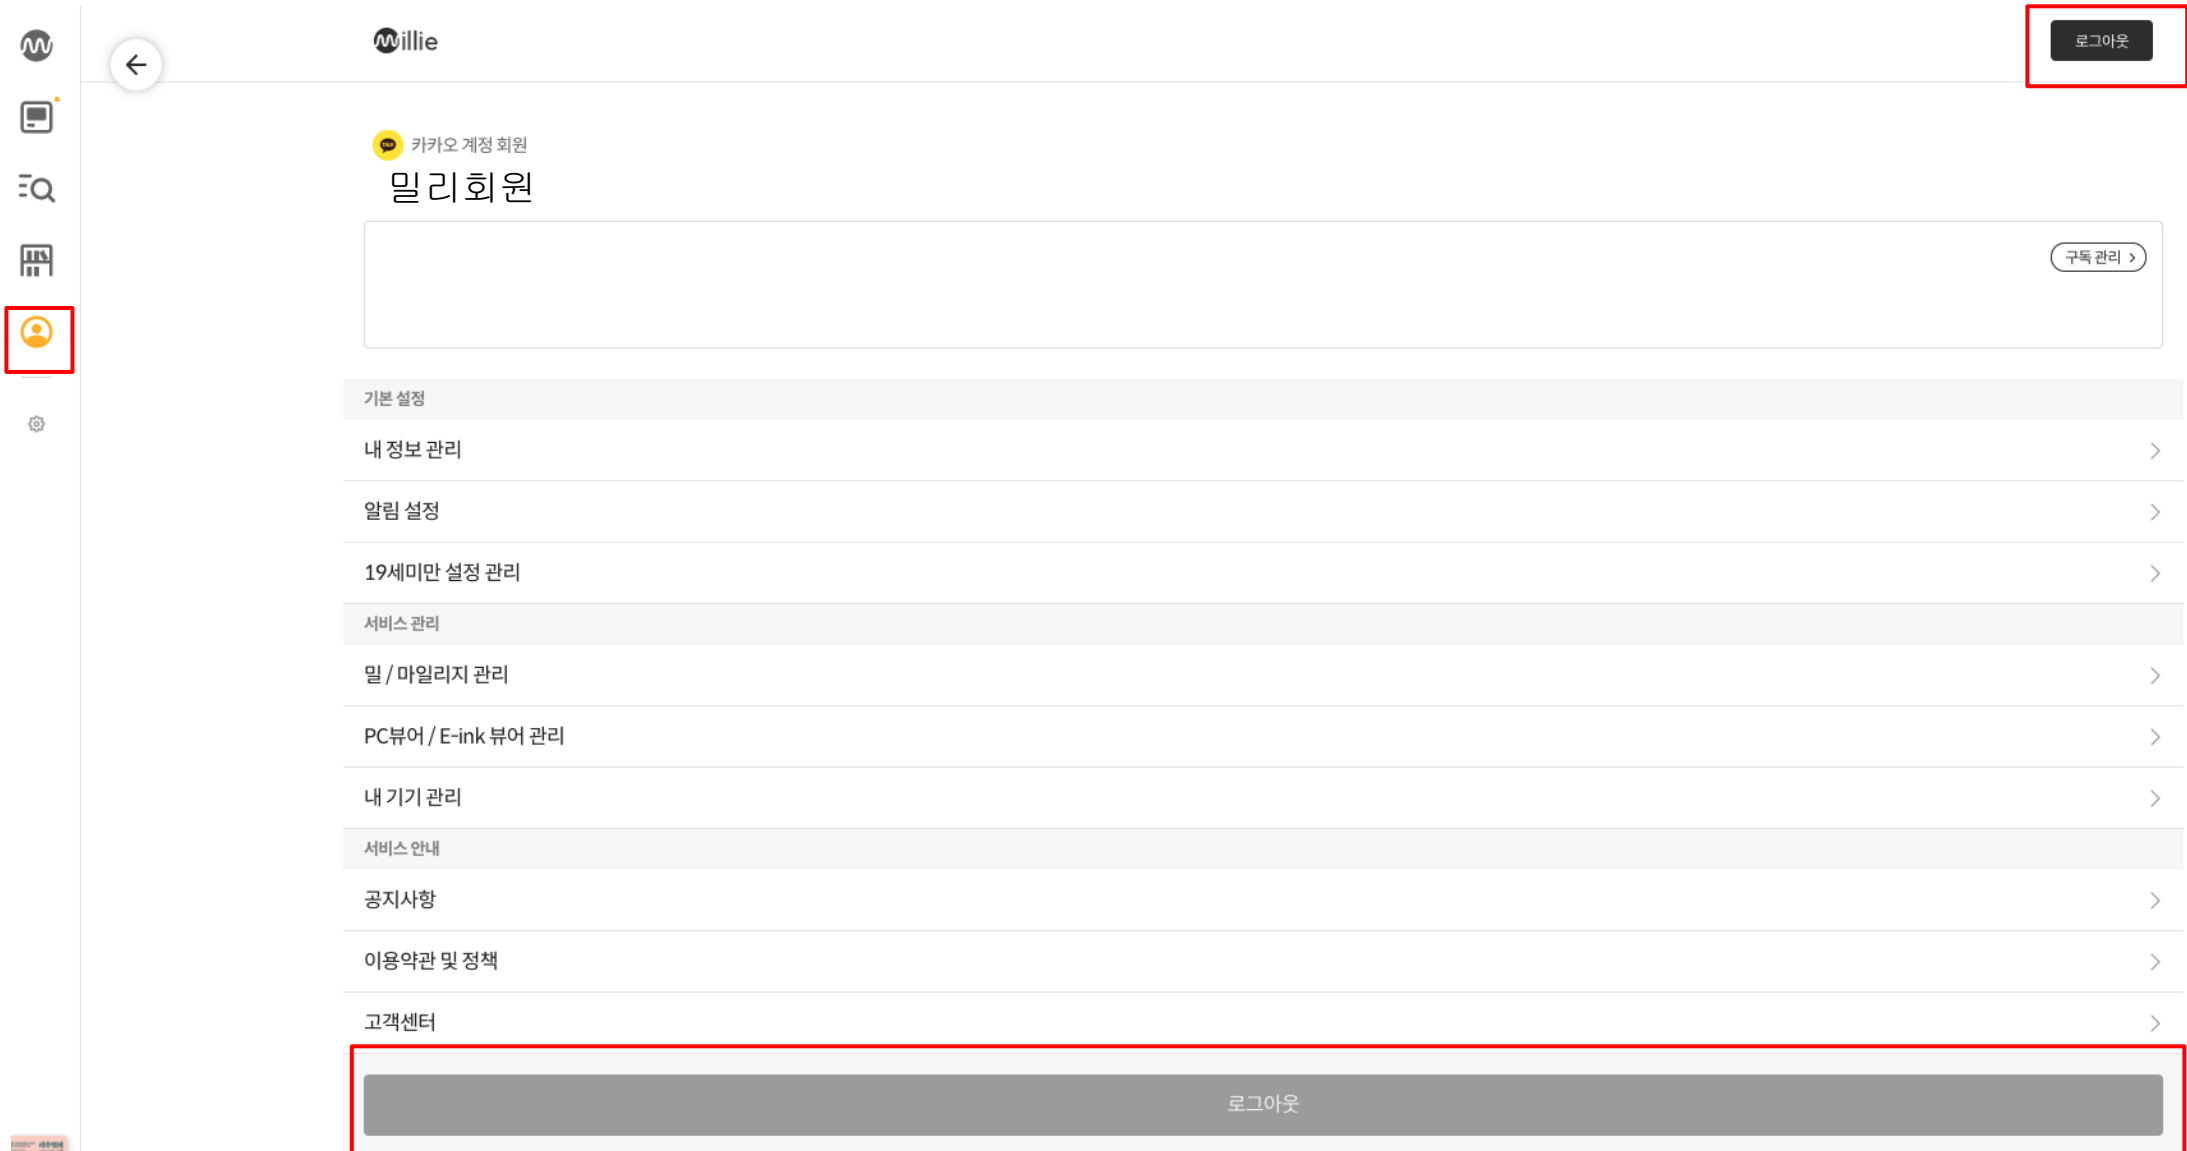 millie
로그아웃
TALK
카카오 계정 회원
밀리회원
구독 관리
기본 설정
내 정보 관리
알림 설정
19세미만 설정 관리
서비스 관리
밀 / 마일리지 관리
PC뷰어 / E-ink 뷰어 관리
내 기기 관리
서비스 안내
공지사항
이용약관 및 정책
고객센터
로그아웃